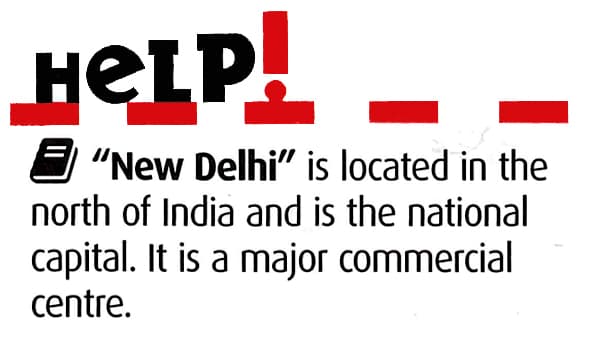 HeLP!
“New Delhi” is located in the
north of India and is the national
capital. It is a major commercial
centre.